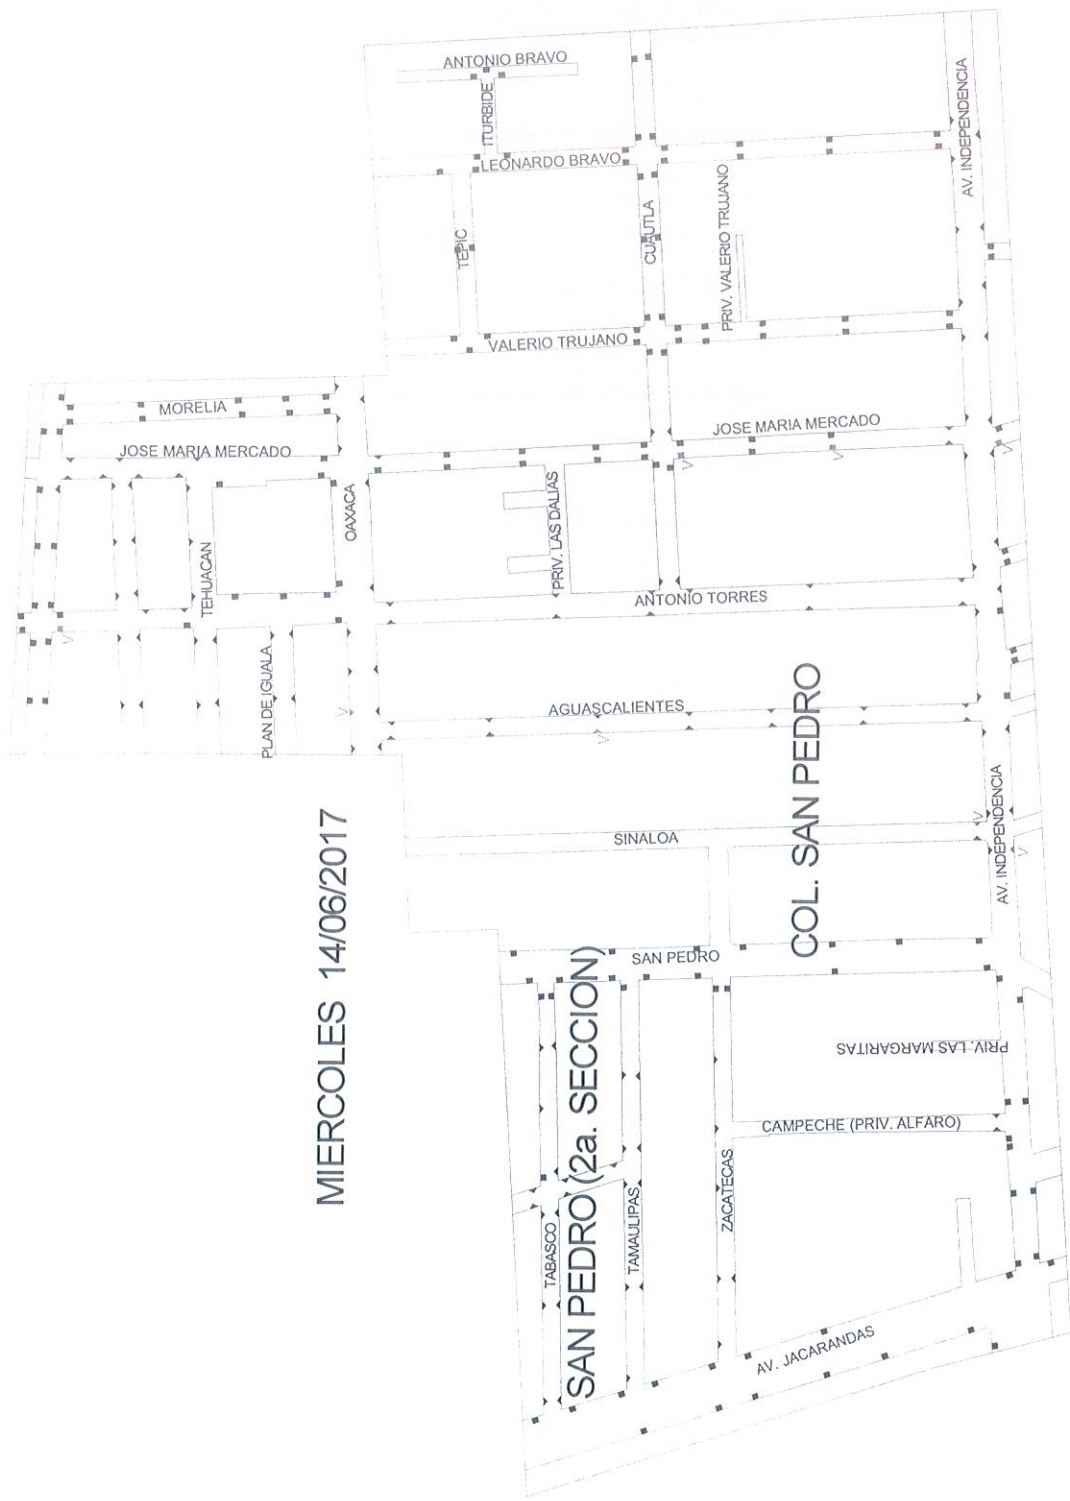 ANTONIO BRAVO
ITURBIDE
LEONARDO BRAVO
AV. INDEPENDENCIA
TEPIC
CUAUTLA
PRIV. VALERIO TRUJANO
VALERIO TRUJANO
MORELIA
JOSE MARIA MERCADO
JOSE MARIA MERCADO
OAXACA
PRIV. LAS DALIAS
TEHUACAN
ANTONIO TORRES
PLAN DE IGUALA
AGUASCALIENTES
COL. SAN PEDRO
AV. INDEPENDENCIA
MIERCOLES 14/06/2017
SINALOA
SAN PEDRO
SAN PEDRO (2a. SECCION)
PRIV. LAS MARGARITAS
CAMPECHE (PRIV. ALFARO)
TABASCO
TAMAULIPAS
ZACATECAS
AV. JACARANDAS